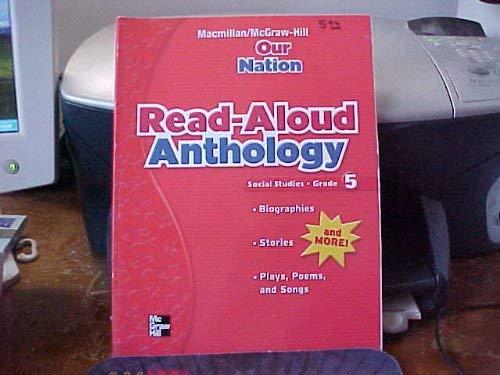 Macmillan/McGraw-Hill
Our
Nation
Read-Aloud
Anthology
Social Studies • Grade 5
• Biographies
• Stories
and
MORE!
• Plays, Poems,
and Songs
Mc
Graw
Hill